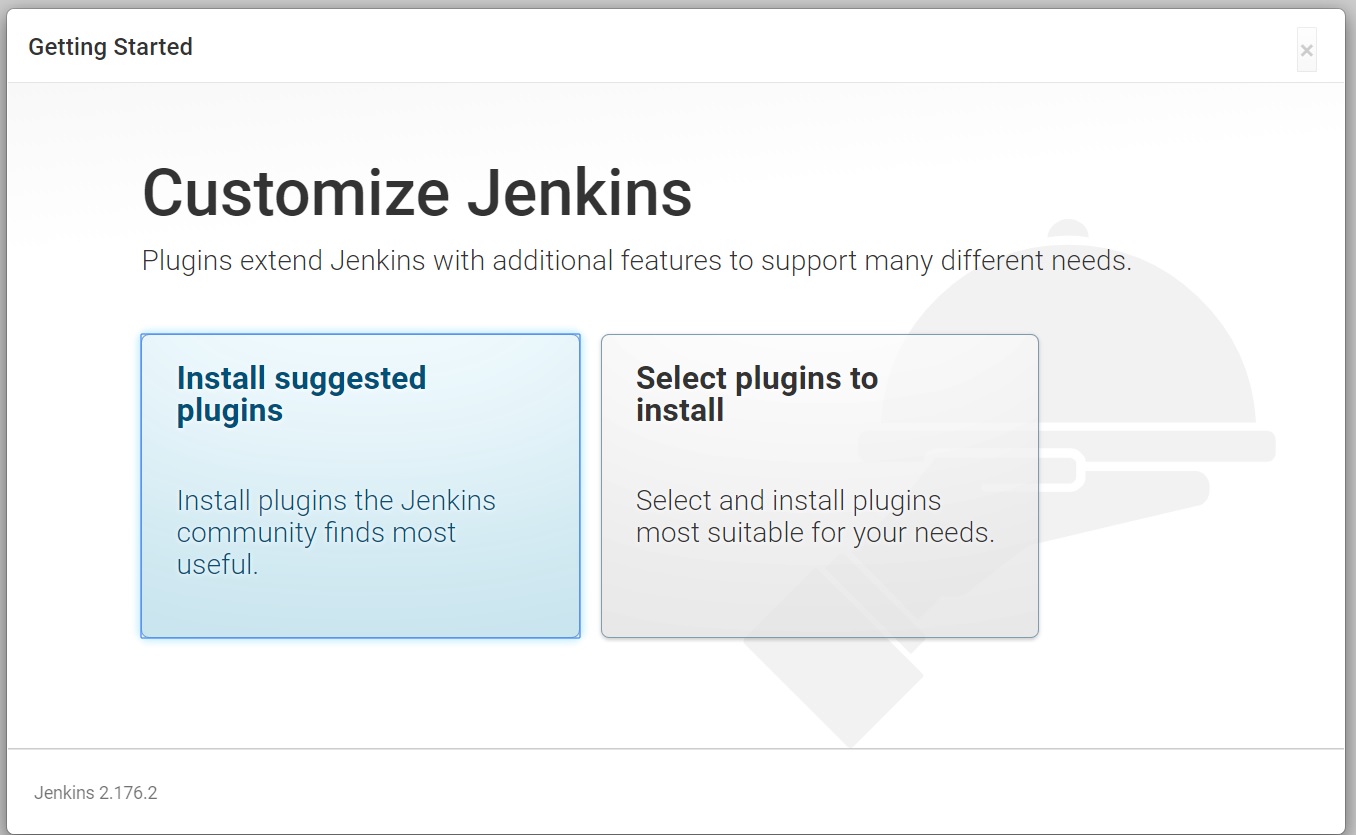 Getting Started
×
Customize Jenkins
Plugins extend Jenkins with additional features to support many different needs.
Install suggested
plugins
Install plugins the Jenkins
community finds most
useful.
Select plugins to
install
Select and install plugins
most suitable for your needs.
Jenkins 2.176.2